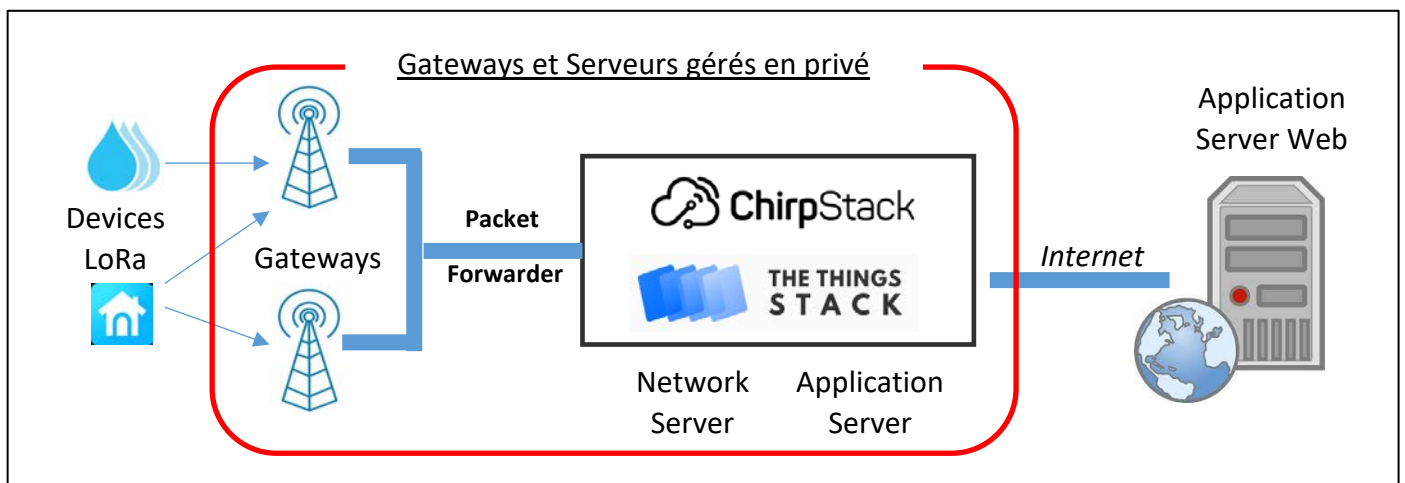 Gateways et Serveurs gérés en privé
Application
Server Web
Devices
LoRa
Gateways
Packet
Forwarder
ChirpStack
THE THINGS
STACK
Internet
Network
Server
Application
Server